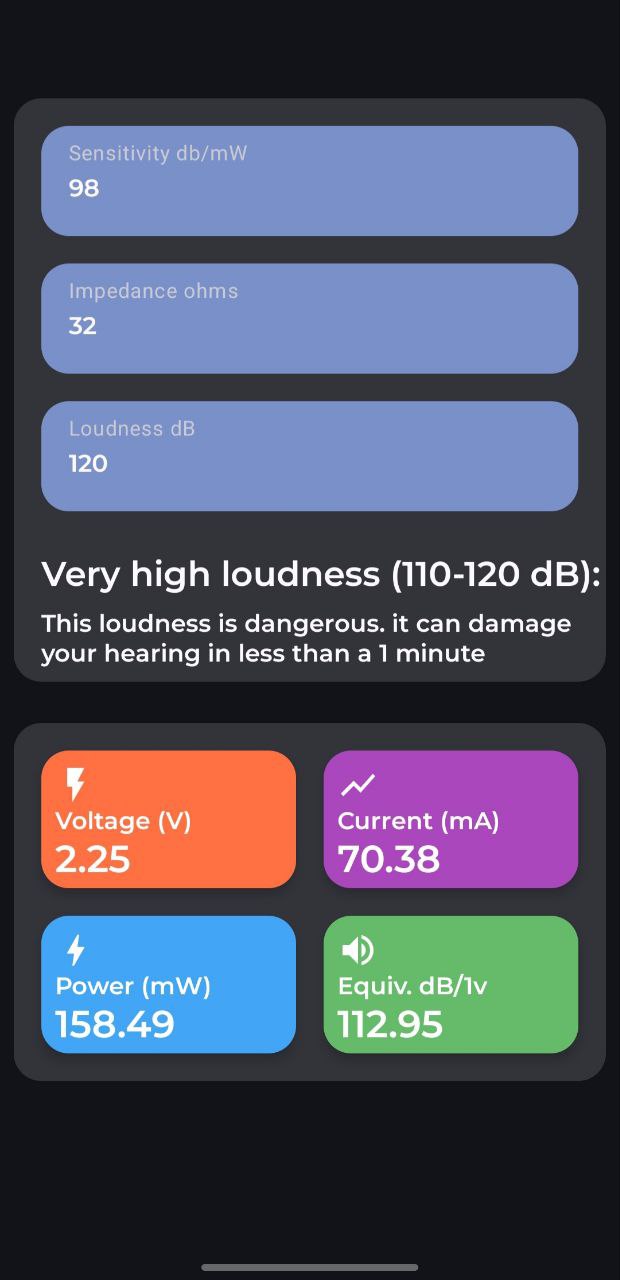 Sensitivity db/mW
98
Impedance ohms
32
Loudness dB
120
Very high loudness (110-120 dB):
This loudness is dangerous. it can damage
your hearing in less than a 1 minute
Voltage (V)
2.25
Current (mA)
70.38
Power (mW)
158.49
Equiv. dB/1v
112.95